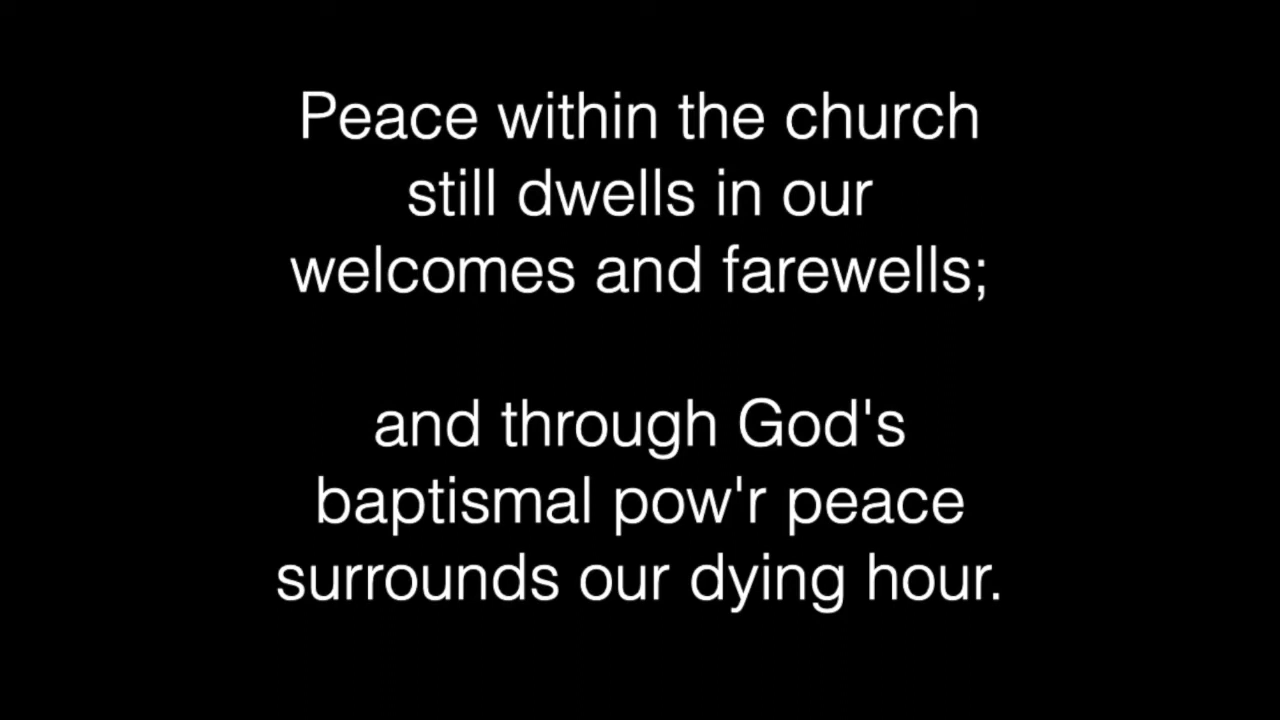 Peace within the church
still dwells in our
welcomes and farewells;
and through God's
baptismal pow'r peace
surrounds our dying hour.